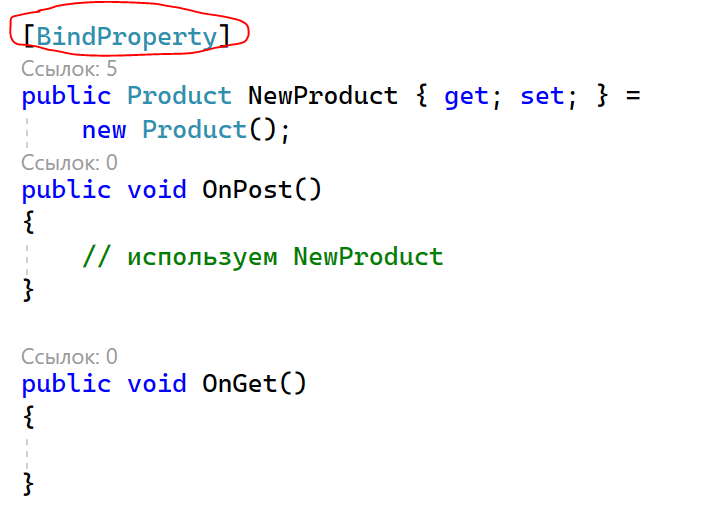 [BindProperty]
Ссылок: 5
public Product NewProduct { get; set; } =
new Product();
Ссылок: 0
public void OnPost()
{
// используем NewProduct
}
Ссылок: 0
public void OnGet()
{
}